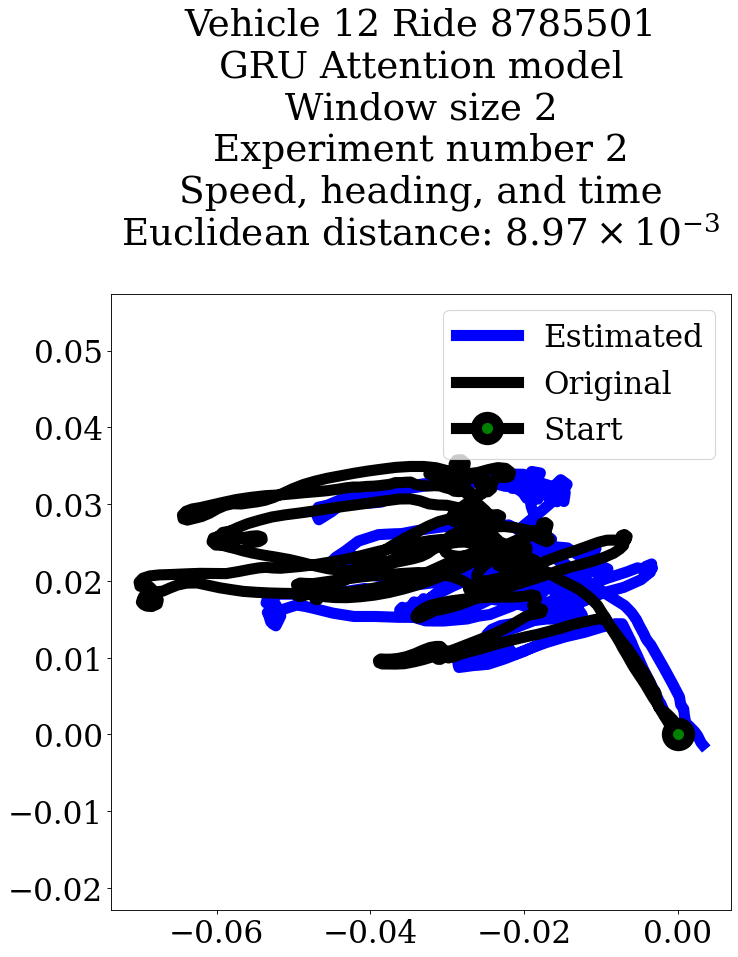 Vehicle 12 Ride 8785501
GRU Attention model
Window size 2
Experiment number 2
Speed, heading, and time
Euclidean distance: 8.97 × 10⁻³
Estimated
Original
Start
0.05
0.04
0.03
0.02
0.01
0.00
−0.01
−0.02
−0.06 −0.04 −0.02 0.00